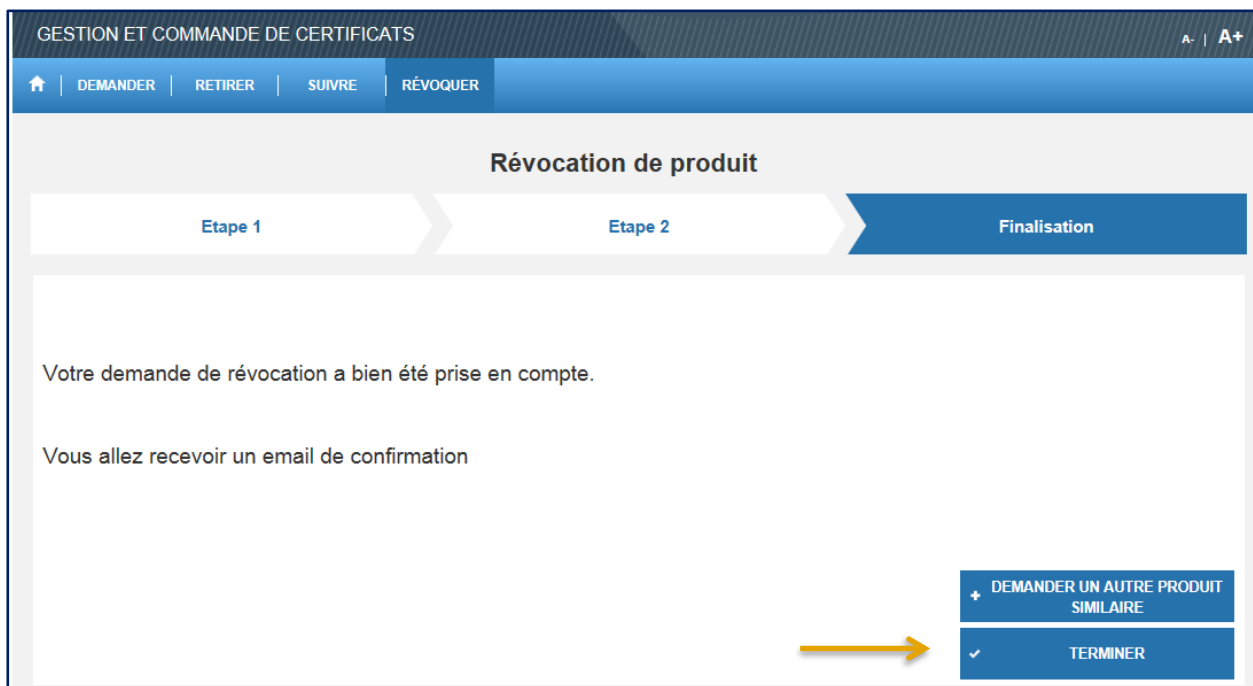 GESTION ET COMMANDE DE CERTIFICATS
A- | A+
DEMANDER | RETIRER | SUIVRE | RÉVOQUER
Révocation de produit
Etape 1
Etape 2
Finalisation
Votre demande de révocation a bien été prise en compte.
Vous allez recevoir un email de confirmation
DEMANDER UN AUTRE PRODUIT
SIMILAIRE
TERMINER